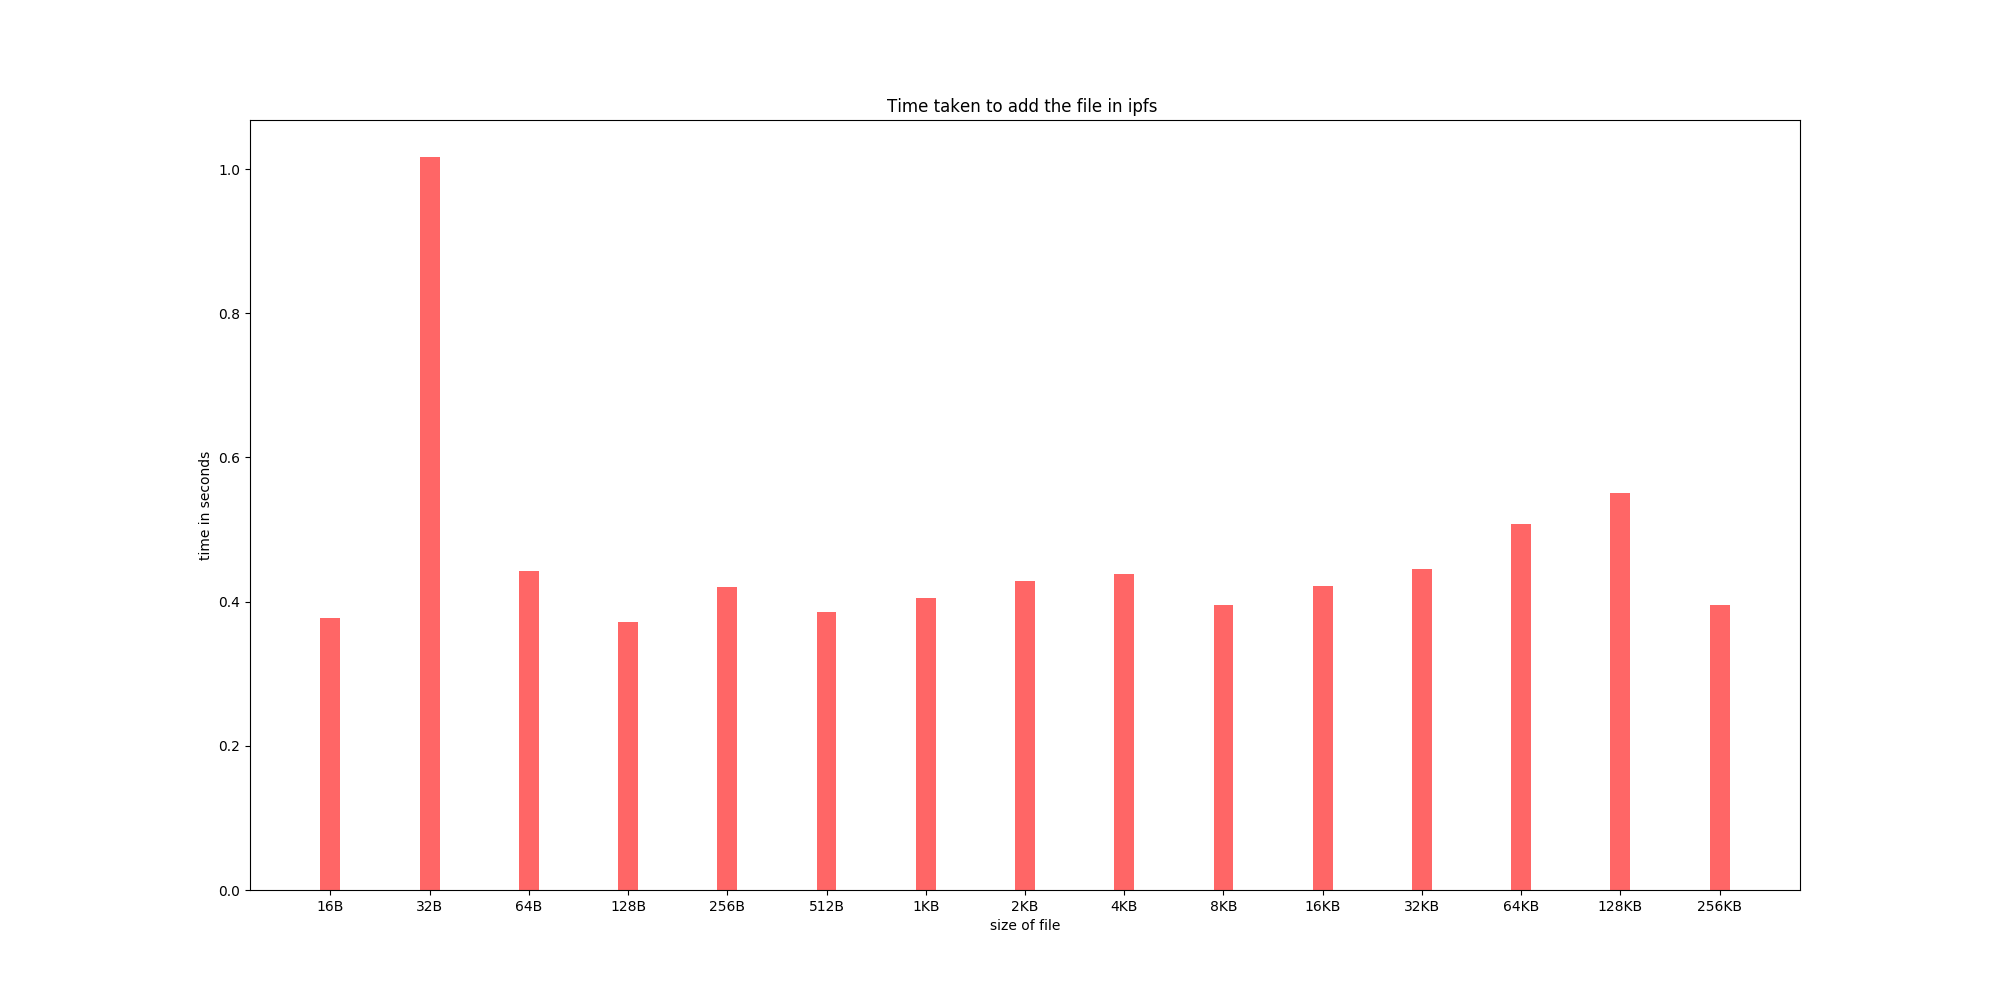 Time taken to add the file in ipfs
time in seconds
1.0
0.8
0.6
0.4
0.2
0.0
16B 32B 64B 128B 256B 512B 1KB 2KB 4KB 8KB 16KB 32KB 64KB 128KB 256KB
size of file